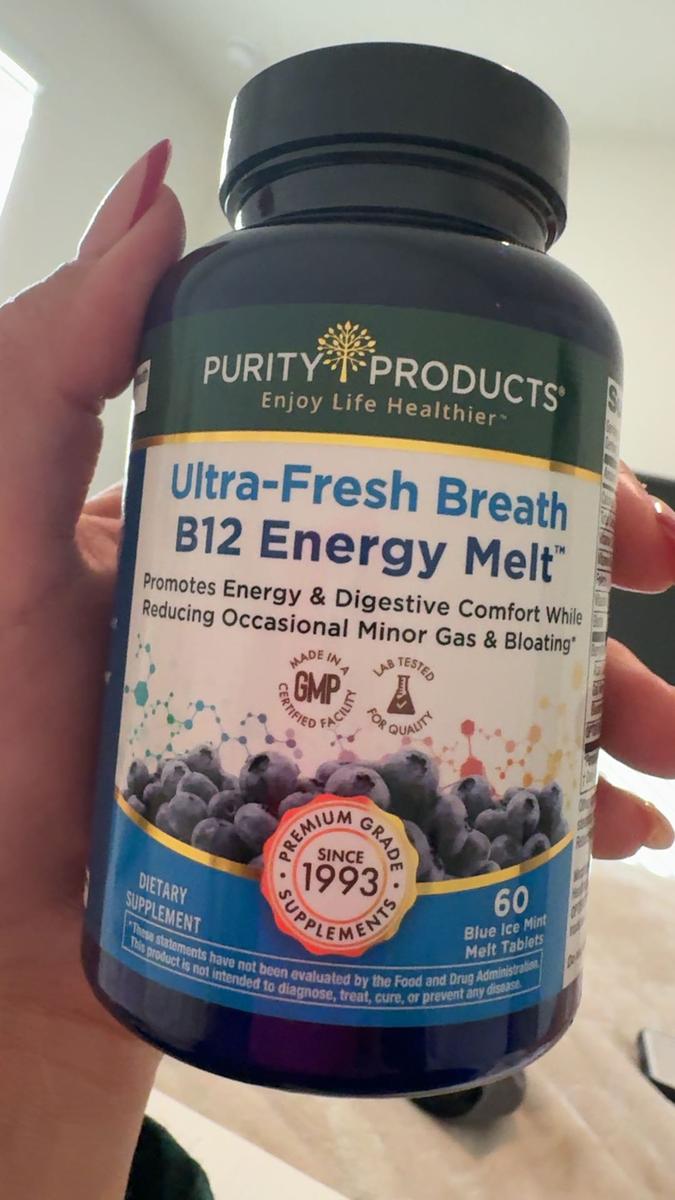 PURITY PRODUCTS®
Enjoy Life Healthier™
Ultra-Fresh Breath
B12 Energy Melt™
Promotes Energy & Digestive Comfort While
Reducing Occasional Minor Gas & Bloating*
MADE IN A
GMP
CERTIFIED FACILITY
LAB TESTED
FOR QUALITY
PREMIUM GRADE
SINCE
1993
SUPPLEMENTS
DIETARY
SUPPLEMENT
60
Blue Ice Mint
Melt Tablets
*These statements have not been evaluated by the Food and Drug Administration.
This product is not intended to diagnose, treat, cure, or prevent any disease.